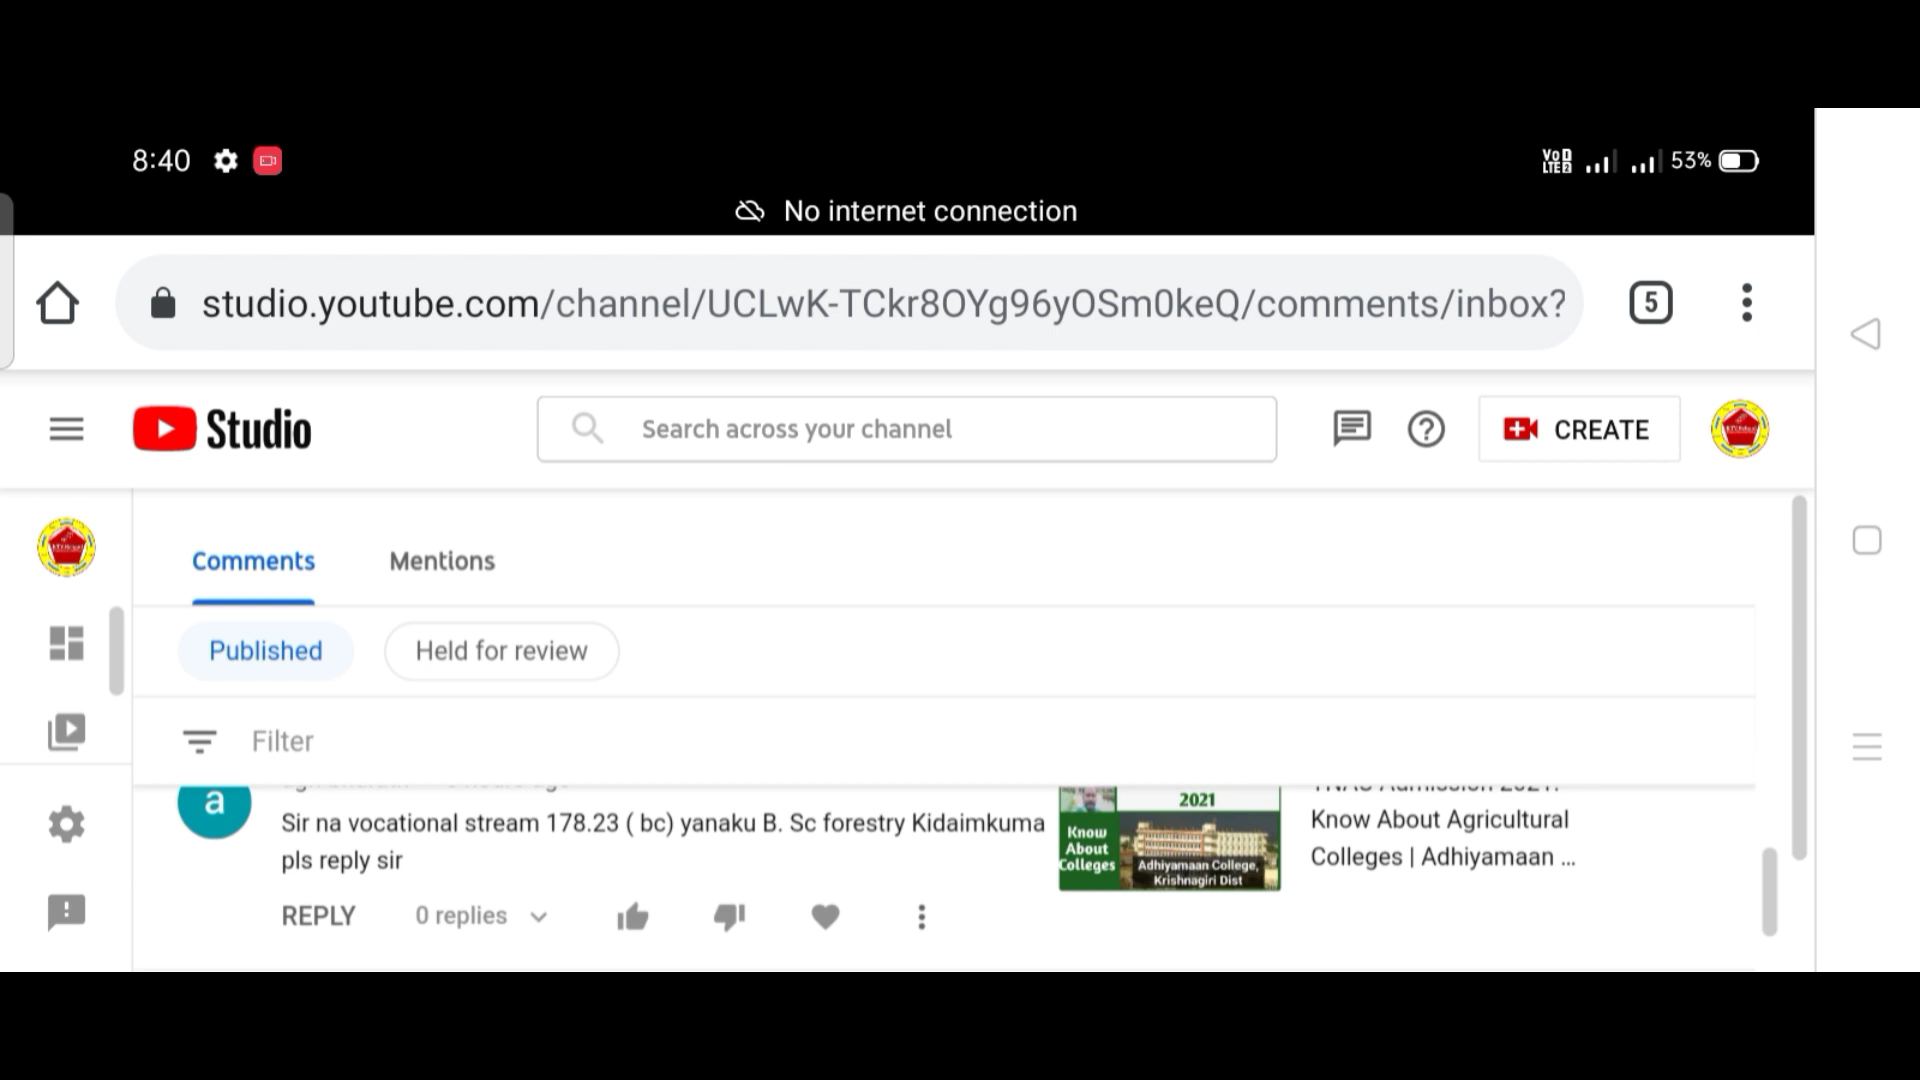 8:40
VoD LTE2 53%
No internet connection
studio.youtube.com/channel/UCLwK-TCkr8OYg96yOSm0keQ/comments/inbox?
5
Studio
Search across your channel
CREATE
Comments Mentions
Published Held for review
Filter
a
Sir na vocational stream 178.23 ( bc) yanaku B. Sc forestry Kidaimkuma
pls reply sir
REPLY 0 replies
2021
Know
About
Colleges
Adhiyamaan College,
Krishnagiri Dist
Know About Agricultural
Colleges | Adhiyamaan ...